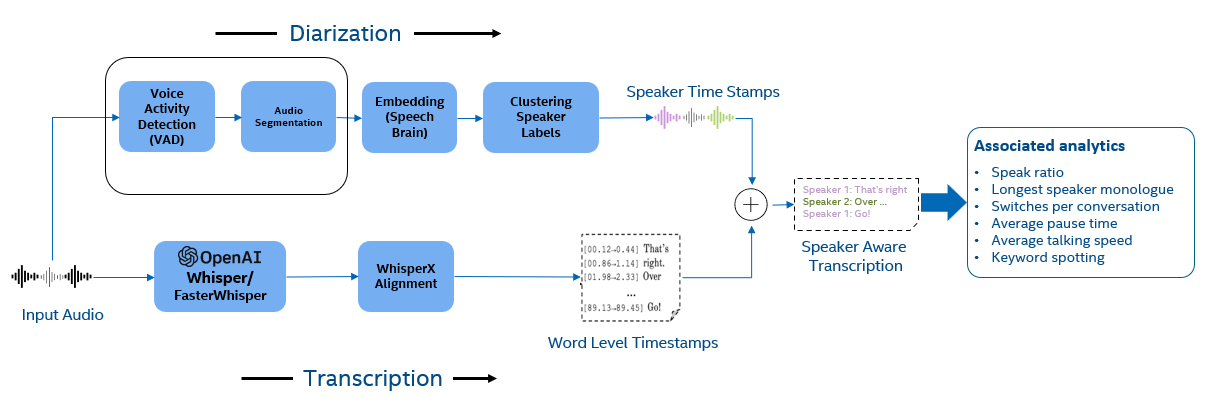 Diarization
Voice
Activity
Detection
(VAD)
Audio
Segmentation
Embedding
(Speech
Brain)
Clustering
Speaker
Labels
Speaker Time Stamps
Input Audio
OpenAI
Whisper/
FasterWhisper
WhisperX
Alignment
[00.12→0.44] That's
[00.86→1.14] right.
[01.98→2.33] Over
...
[89.13→89.45] Go!
Word Level Timestamps
Transcription
Speaker 1: That's right
Speaker 2: Over ...
Speaker 1: Go!
Speaker Aware
Transcription
Associated analytics
• Speak ratio
• Longest speaker monologue
• Switches per conversation
• Average pause time
• Average talking speed
• Keyword spotting